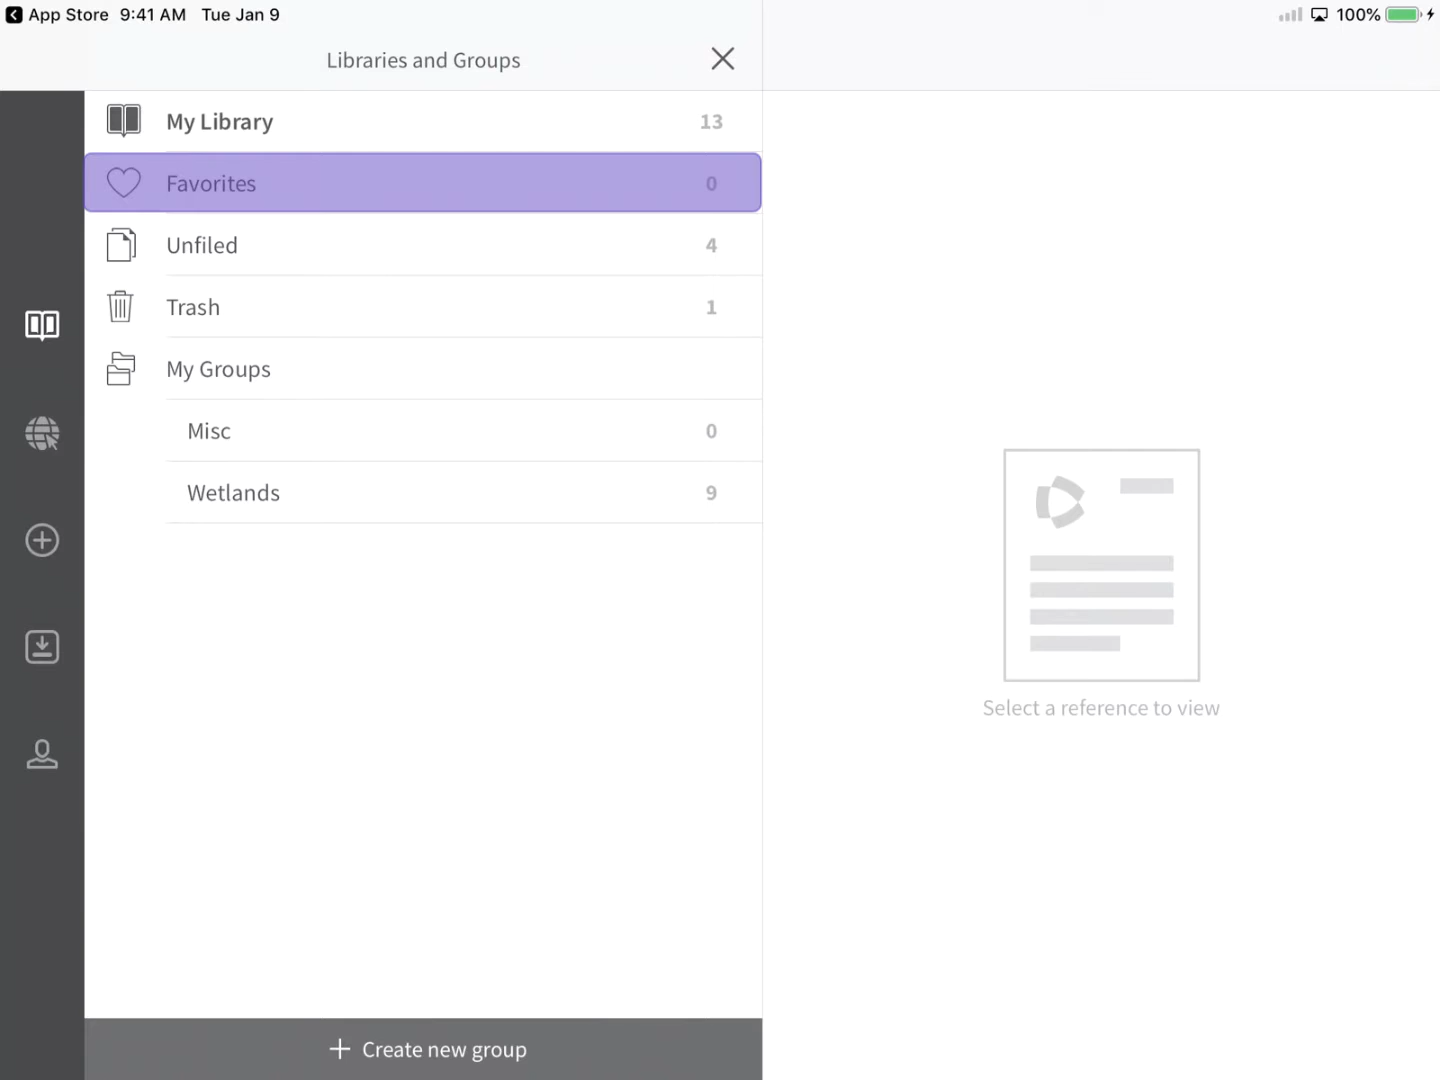 App Store 9:41 AM Tue Jan 9
100%
Libraries and Groups
My Library 13
Favorites 0
Unfiled 4
Trash 1
My Groups
Misc 0
Wetlands 9
Select a reference to view
Create new group